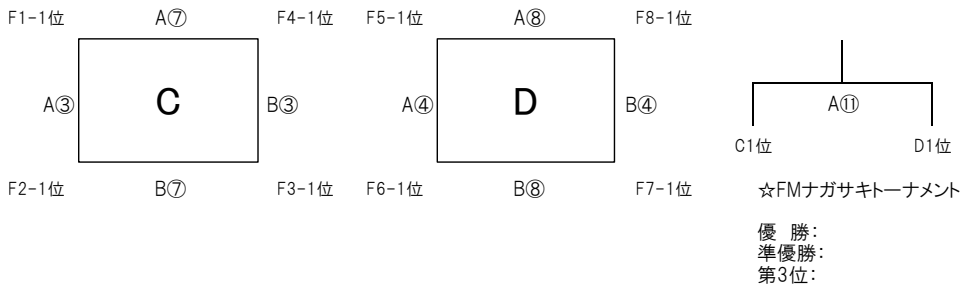 F1-1位 A⑦ F4-1位 F5-1位 A⑧ F8-1位
A③ C B③ A④ D B④ A⑪
C1位 D1位
F2-1位 B⑦ F3-1位 F6-1位 B⑧ F7-1位 ☆FMナガサキトーナメント
優 勝:
準優勝:
第3位: